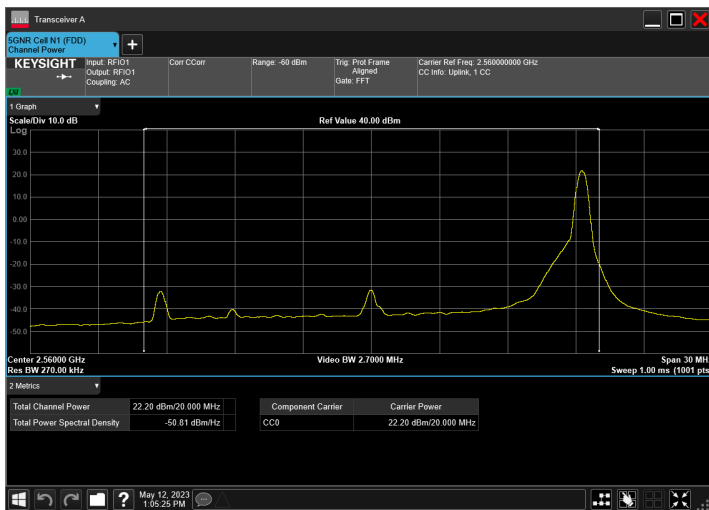 Transceiver A
5GNR Cell N1 (FDD)
Channel Power
KEYSIGHT
LXI
Input: RFIO1
Output: RFIO1
Coupling: AC
Corr CCorr
Range: -60 dBm
Trig: Prot Frame
Aligned
Gate: FFT
Carrier Ref Freq: 2.560000000 GHz
CC Info: Uplink, 1 CC
1 Graph
Scale/Div 10.0 dB
Ref Value 40.00 dBm
Log
30.0
20.0
10.0
0.00
-10.0
-20.0
-30.0
-40.0
-50.0
Center 2.56000 GHz
Video BW 2.7000 MHz
Span 30 MH
Res BW 270.00 kHz
Sweep 1.00 ms (1001 pts
2 Metrics
Total Channel Power 22.20 dBm/20.000 MHz
Total Power Spectral Density -50.81 dBm/Hz
Component Carrier Carrier Power
CC0 22.20 dBm/20.000 MHz
?
May 12, 2023
1:05:25 PM